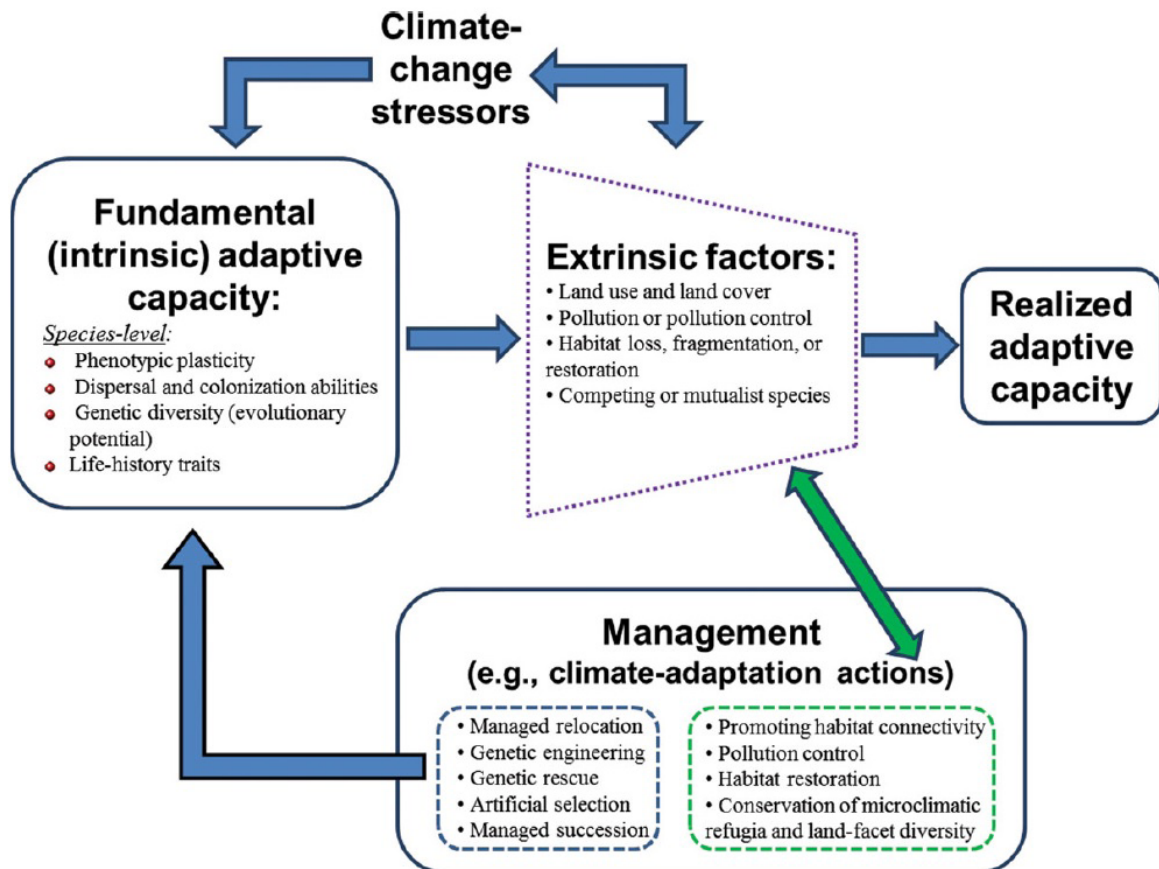 Climate-
change
stressors
Fundamental
(intrinsic) adaptive
capacity:
Species-level:
Phenotypic plasticity
Dispersal and colonization abilities
Genetic diversity (evolutionary
potential)
Life-history traits
Extrinsic factors:
• Land use and land cover
• Pollution or pollution control
• Habitat loss, fragmentation, or
restoration
• Competing or mutualist species
Realized
adaptive
capacity
Management
(e.g., climate-adaptation actions)
• Managed relocation
• Genetic engineering
• Genetic rescue
• Artificial selection
• Managed succession
• Promoting habitat connectivity
• Pollution control
• Habitat restoration
• Conservation of microclimatic
refugia and land-facet diversity